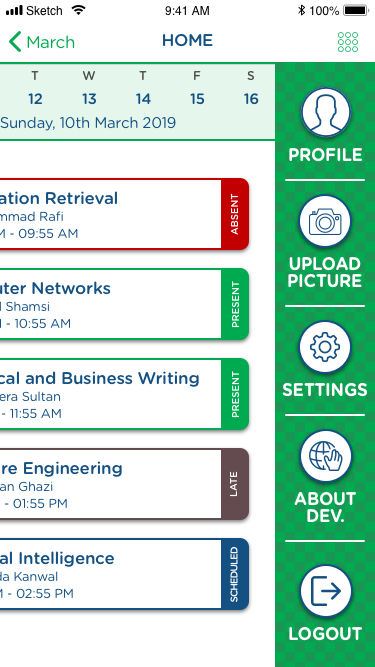 Sketch 9:41 AM 100%
March HOME
T W T F S
12 13 14 15 16
Sunday, 10th March 2019
ation Retrieval
mmad Rafi
M - 09:55 AM
ABSENT
uter Networks
l Shamsi
- 10:55 AM
PRESENT
cal and Business Writing
era Sultan
- 11:55 AM
PRESENT
re Engineering
an Ghazi
- 01:55 PM
LATE
al Intelligence
da Kanwal
M - 02:55 PM
SCHEDULED
PROFILE
UPLOAD
PICTURE
SETTINGS
ABOUT
DEV.
LOGOUT